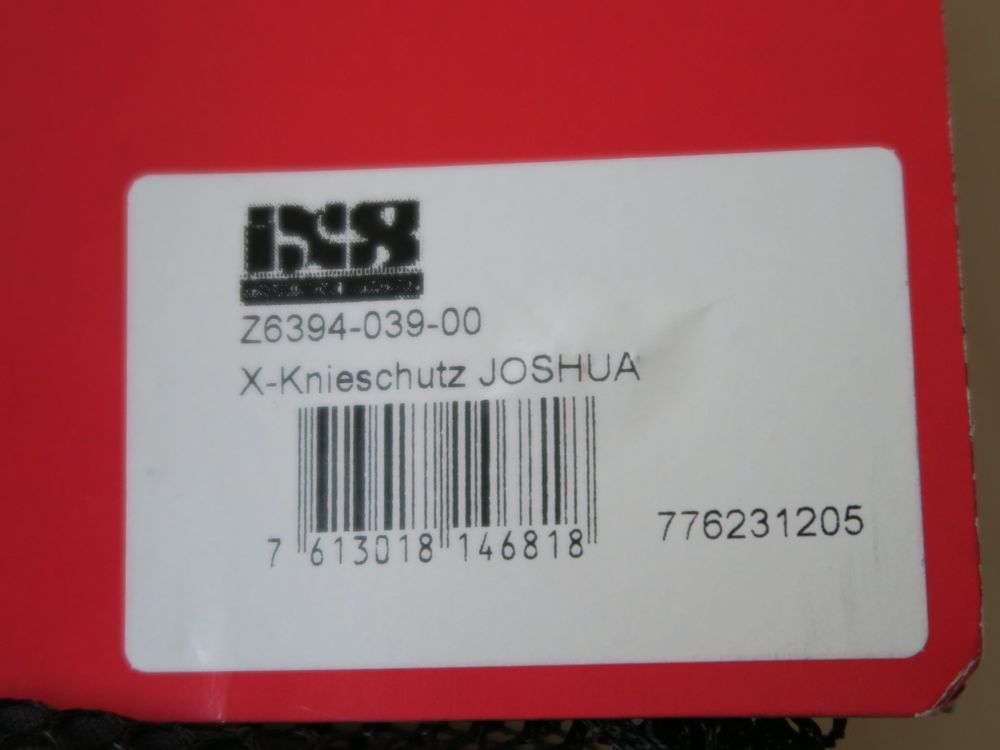 iXS
Z6394-039-00
X-Knieschutz JOSHUA
7 613018 146818
776231205